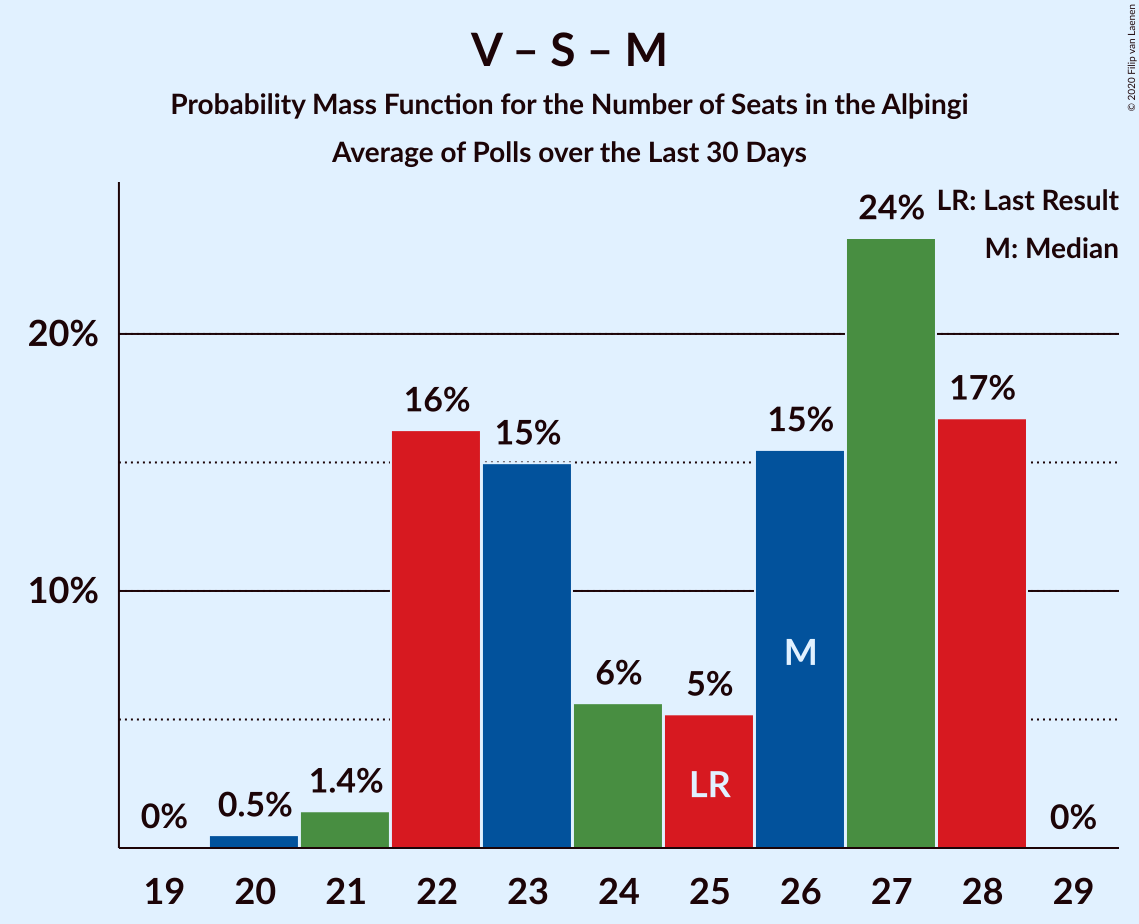 V – S – M
Probability Mass Function for the Number of Seats in the Alþingi
Average of Polls over the Last 30 Days
© 2020 Filip van Laenen
LR: Last Result
M: Median
20%
10%
0%
0.5%
1.4%
16%
15%
6%
5%
15%
24%
17%
0%
M
LR
19 20 21 22 23 24 25 26 27 28 29